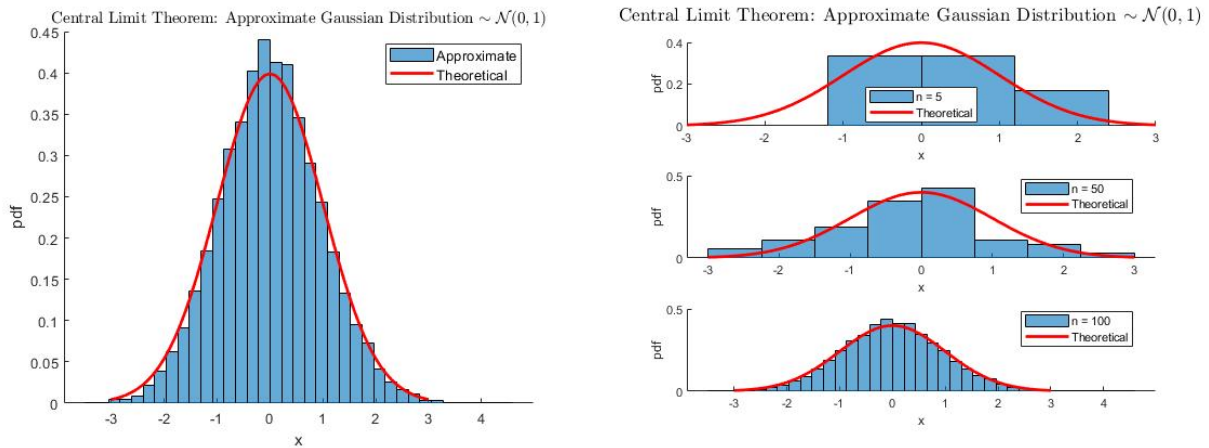 Central Limit Theorem: Approximate Gaussian Distribution ∼ 𝒩(0, 1)
0.45
0.4
0.35
0.3
0.25
0.2
0.15
0.1
0.05
0
pdf
Approximate
Theoretical
-3 -2 -1 0 1 2 3 4
x
Central Limit Theorem: Approximate Gaussian Distribution ∼ 𝒩(0, 1)
0.4
0.2
0
pdf
n = 5
Theoretical
-3 -2 -1 0 1 2 3
x
0.5
0
pdf
n = 50
Theoretical
-3 -2 -1 0 1 2 3
x
0.5
0
pdf
n = 100
Theoretical
-3 -2 -1 0 1 2 3 4
x